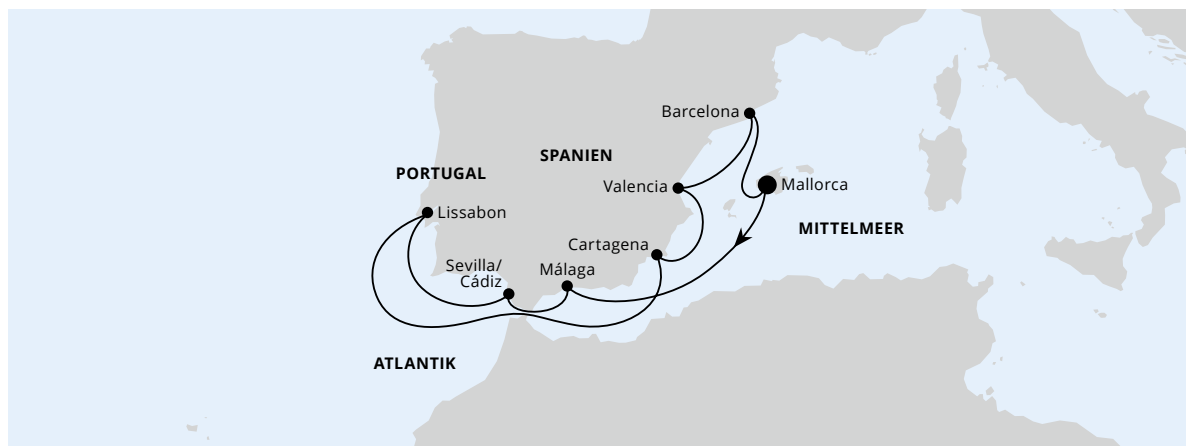 Barcelona
SPANIEN
PORTUGAL
Valencia
Mallorca
Lissabon
MITTELMEER
Cartagena
Sevilla/
Cádiz
Málaga
ATLANTIK